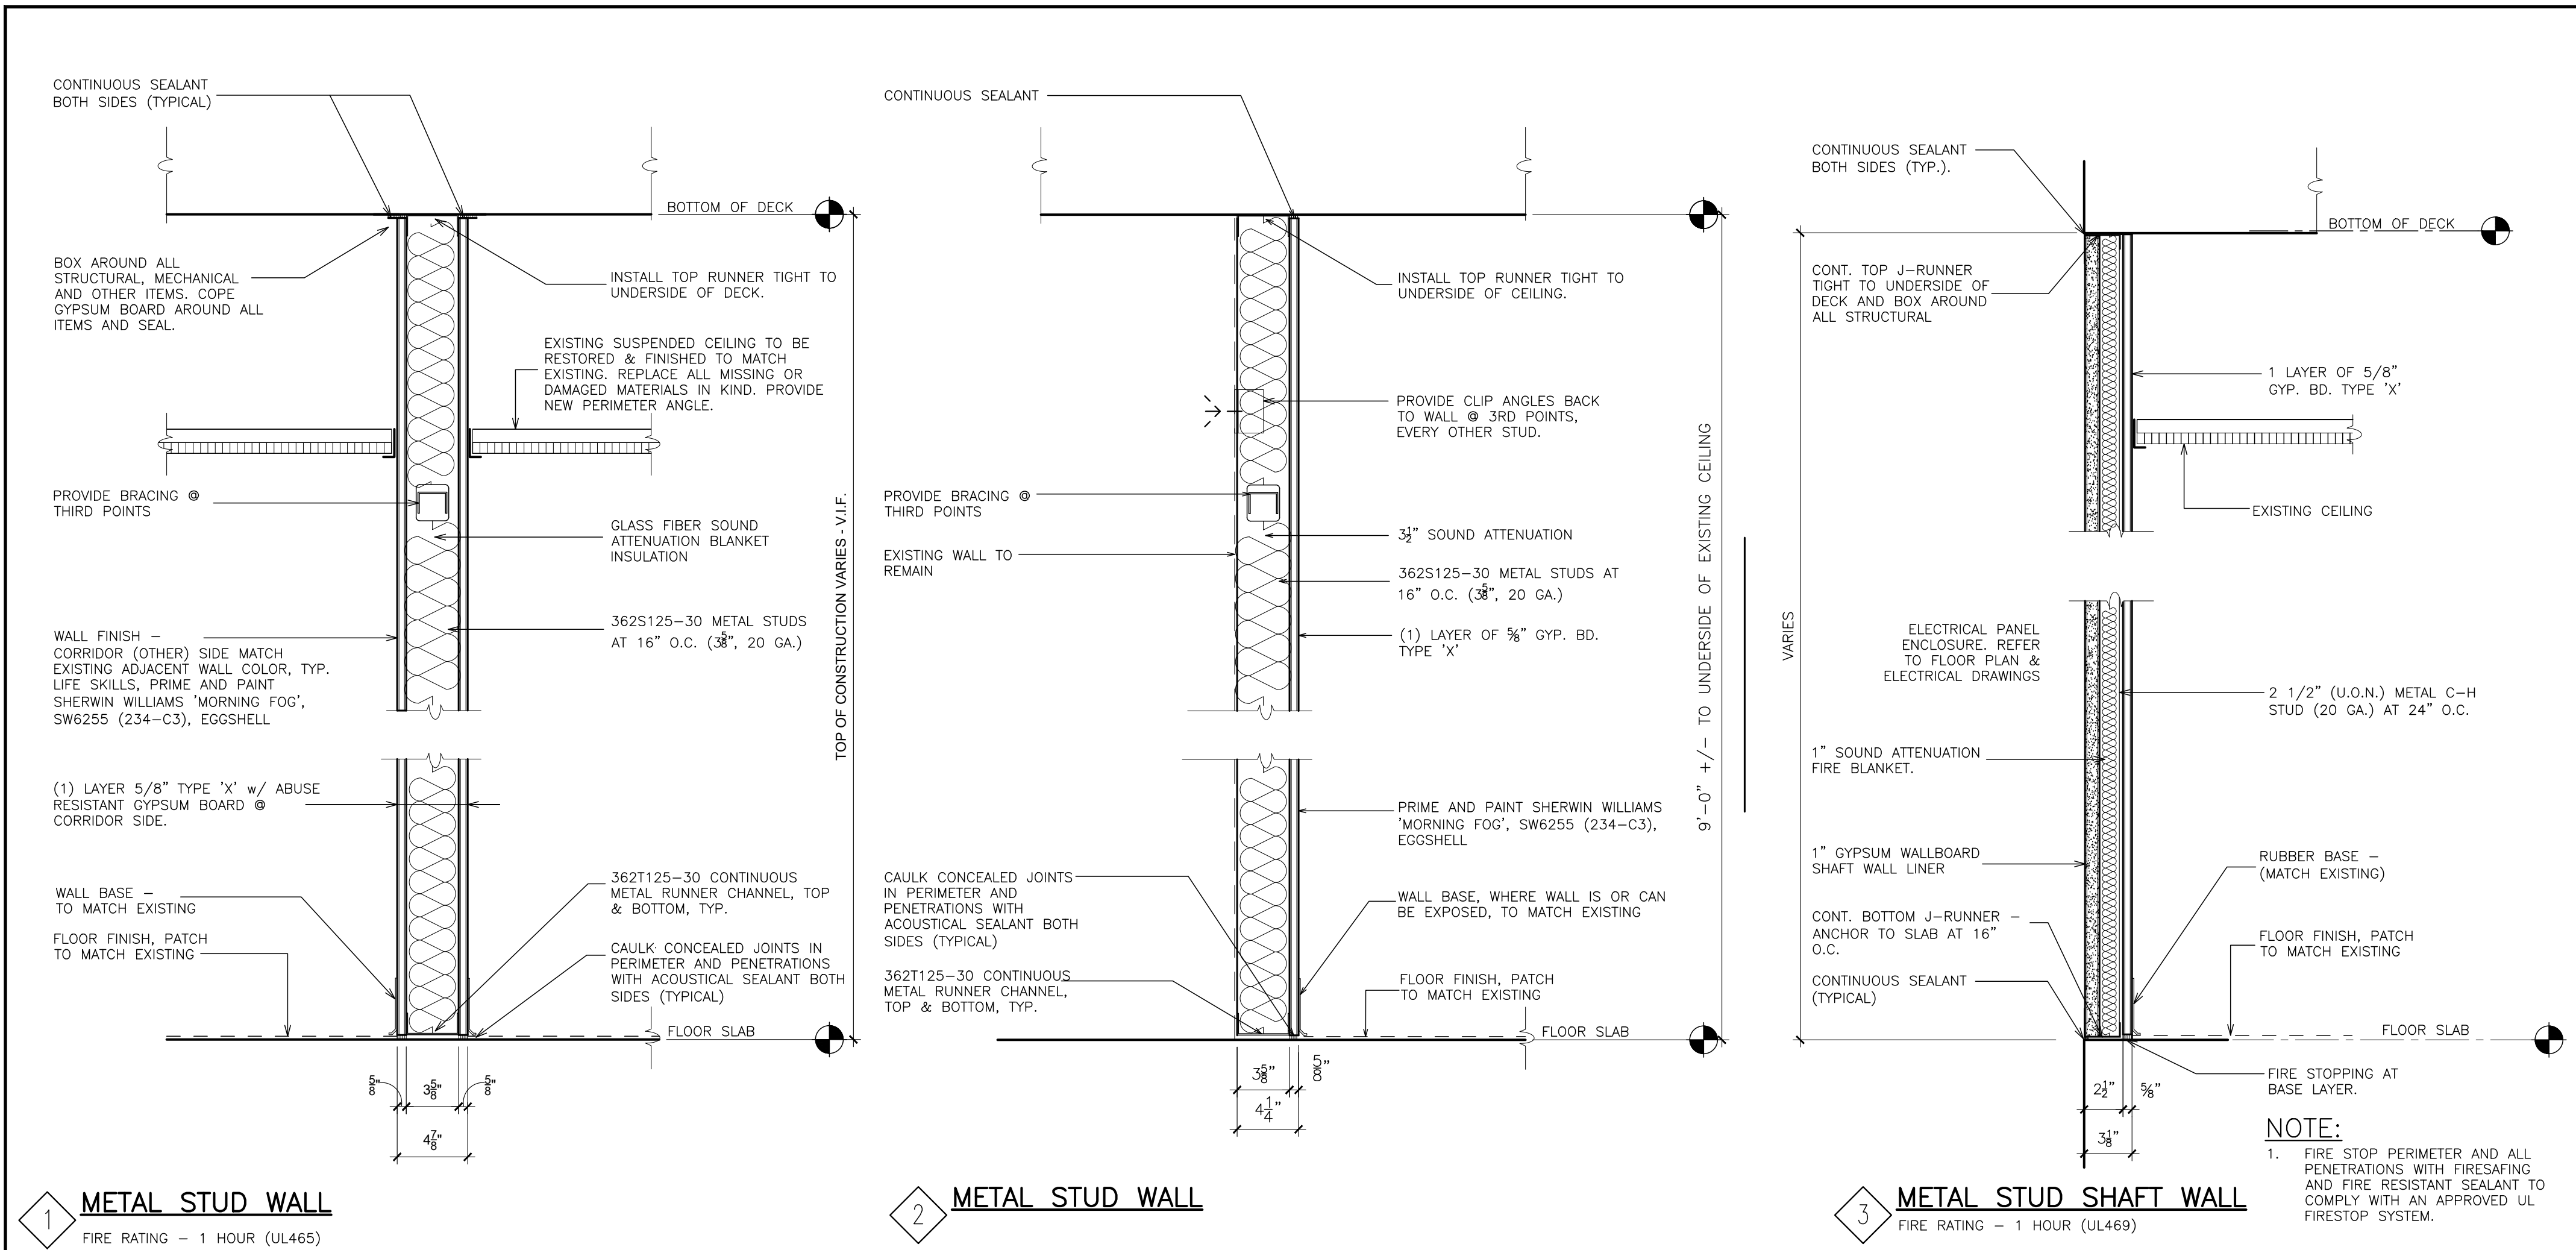 CONTINUOUS SEALANT
BOTH SIDES (TYPICAL)
BOTTOM OF DECK
BOX AROUND ALL
STRUCTURAL, MECHANICAL
AND OTHER ITEMS. COPE
GYPSUM BOARD AROUND ALL
ITEMS AND SEAL.
INSTALL TOP RUNNER TIGHT TO
UNDERSIDE OF DECK.
EXISTING SUSPENDED CEILING TO BE
RESTORED & FINISHED TO MATCH
EXISTING. REPLACE ALL MISSING OR
DAMAGED MATERIALS IN KIND. PROVIDE
NEW PERIMETER ANGLE.
PROVIDE BRACING @
THIRD POINTS
GLASS FIBER SOUND
ATTENUATION BLANKET
INSULATION
WALL FINISH –
CORRIDOR (OTHER) SIDE MATCH
EXISTING ADJACENT WALL COLOR, TYP.
LIFE SKILLS, PRIME AND PAINT
SHERWIN WILLIAMS 'MORNING FOG',
SW6255 (234–C3), EGGSHELL
362S125–30 METAL STUDS
AT 16" O.C. (3⅝", 20 GA.)
TOP OF CONSTRUCTION VARIES - V.I.F.
(1) LAYER 5/8" TYPE 'X' w/ ABUSE
RESISTANT GYPSUM BOARD @
CORRIDOR SIDE.
WALL BASE –
TO MATCH EXISTING
FLOOR FINISH, PATCH
TO MATCH EXISTING
362T125–30 CONTINUOUS
METAL RUNNER CHANNEL, TOP
& BOTTOM, TYP.
CAULK CONCEALED JOINTS IN
PERIMETER AND PENETRATIONS
WITH ACOUSTICAL SEALANT BOTH
SIDES (TYPICAL)
FLOOR SLAB
⅝" 3⅝" ⅝"
4⅞"
1 METAL STUD WALL
FIRE RATING – 1 HOUR (UL465)
CONTINUOUS SEALANT
INSTALL TOP RUNNER TIGHT TO
UNDERSIDE OF CEILING.
PROVIDE CLIP ANGLES BACK
TO WALL @ 3RD POINTS,
EVERY OTHER STUD.
PROVIDE BRACING @
THIRD POINTS
EXISTING WALL TO
REMAIN
3½" SOUND ATTENUATION
362S125–30 METAL STUDS AT
16" O.C. (3⅝", 20 GA.)
(1) LAYER OF ⅝" GYP. BD.
TYPE 'X'
9'–0" +/– TO UNDERSIDE OF EXISTING CEILING
PRIME AND PAINT SHERWIN WILLIAMS
'MORNING FOG', SW6255 (234–C3),
EGGSHELL
CAULK CONCEALED JOINTS
IN PERIMETER AND
PENETRATIONS WITH
ACOUSTICAL SEALANT BOTH
SIDES (TYPICAL)
WALL BASE, WHERE WALL IS OR CAN
BE EXPOSED, TO MATCH EXISTING
362T125–30 CONTINUOUS
METAL RUNNER CHANNEL,
TOP & BOTTOM, TYP.
FLOOR FINISH, PATCH
TO MATCH EXISTING
FLOOR SLAB
3⅝" ⅝"
4¼"
2 METAL STUD WALL
CONTINUOUS SEALANT
BOTH SIDES (TYP.).
BOTTOM OF DECK
CONT. TOP J–RUNNER
TIGHT TO UNDERSIDE OF
DECK AND BOX AROUND
ALL STRUCTURAL
1 LAYER OF 5/8"
GYP. BD. TYPE 'X'
EXISTING CEILING
VARIES
ELECTRICAL PANEL
ENCLOSURE. REFER
TO FLOOR PLAN &
ELECTRICAL DRAWINGS
2 1/2" (U.O.N.) METAL C–H
STUD (20 GA.) AT 24" O.C.
1" SOUND ATTENUATION
FIRE BLANKET.
1" GYPSUM WALLBOARD
SHAFT WALL LINER
RUBBER BASE –
(MATCH EXISTING)
CONT. BOTTOM J–RUNNER –
ANCHOR TO SLAB AT 16"
O.C.
FLOOR FINISH, PATCH
TO MATCH EXISTING
CONTINUOUS SEALANT
(TYPICAL)
FLOOR SLAB
FIRE STOPPING AT
BASE LAYER.
2½" ⅝"
3⅛"
NOTE:
1. FIRE STOP PERIMETER AND ALL
PENETRATIONS WITH FIRESAFING
AND FIRE RESISTANT SEALANT TO
COMPLY WITH AN APPROVED UL
FIRESTOP SYSTEM.
3 METAL STUD SHAFT WALL
FIRE RATING – 1 HOUR (UL469)